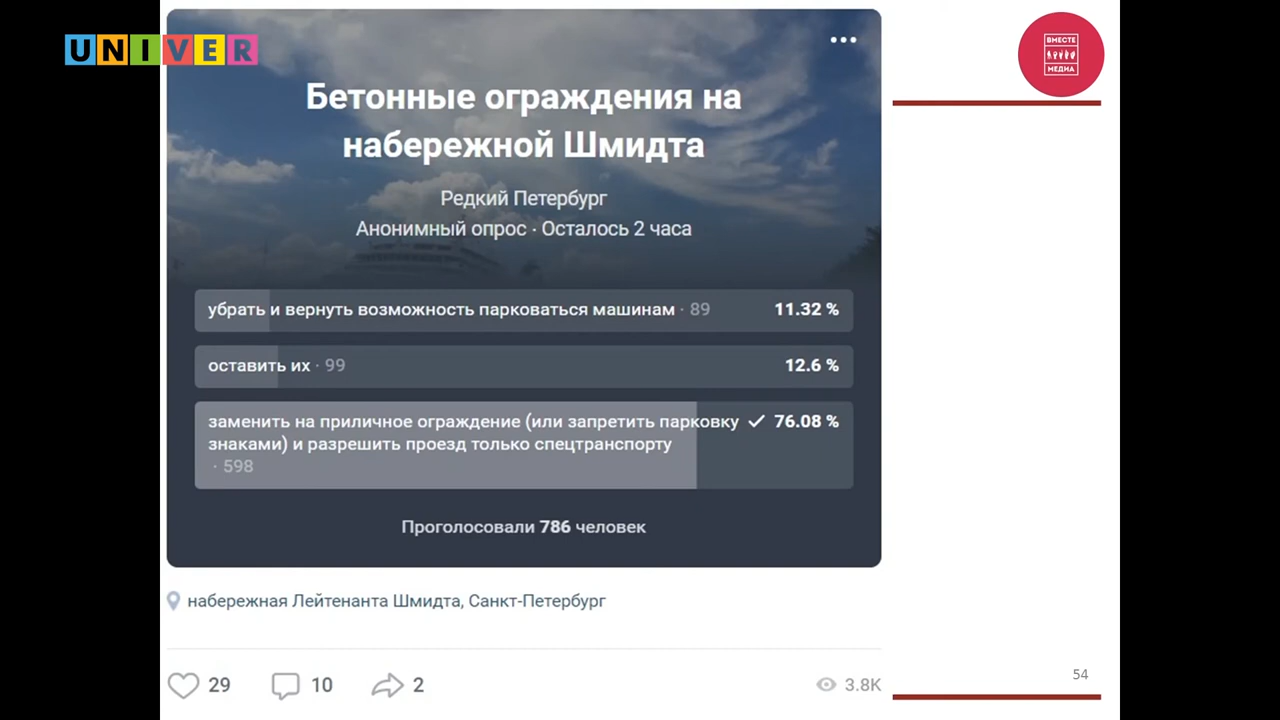 UNIVER
ВМЕСТЕ
МЕДИА
Бетонные ограждения на
набережной Шмидта
Редкий Петербург
Анонимный опрос · Осталось 2 часа
убрать и вернуть возможность парковаться машинам · 89 11.32 %
оставить их · 99 12.6 %
заменить на приличное ограждение (или запретить парковку 76.08 %
знаками) и разрешить проезд только спецтранспорту
· 598
Проголосовали 786 человек
набережная Лейтенанта Шмидта, Санкт-Петербург
29 10 2 3.8K
54